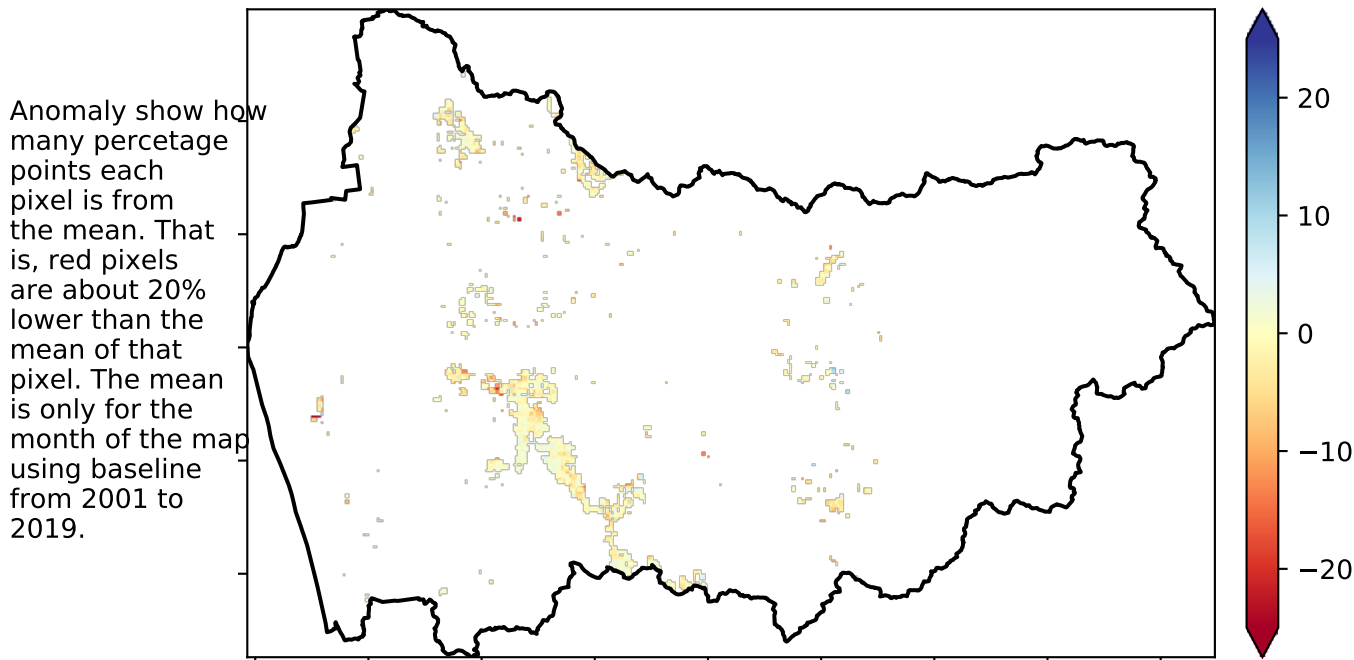 Anomaly show how
many percetage
points each
pixel is from
the mean. That
is, red pixels
are about 20%
lower than the
mean of that
pixel. The mean
is only for the
month of the map
using baseline
from 2001 to
2019.
20
10
0
−10
−20